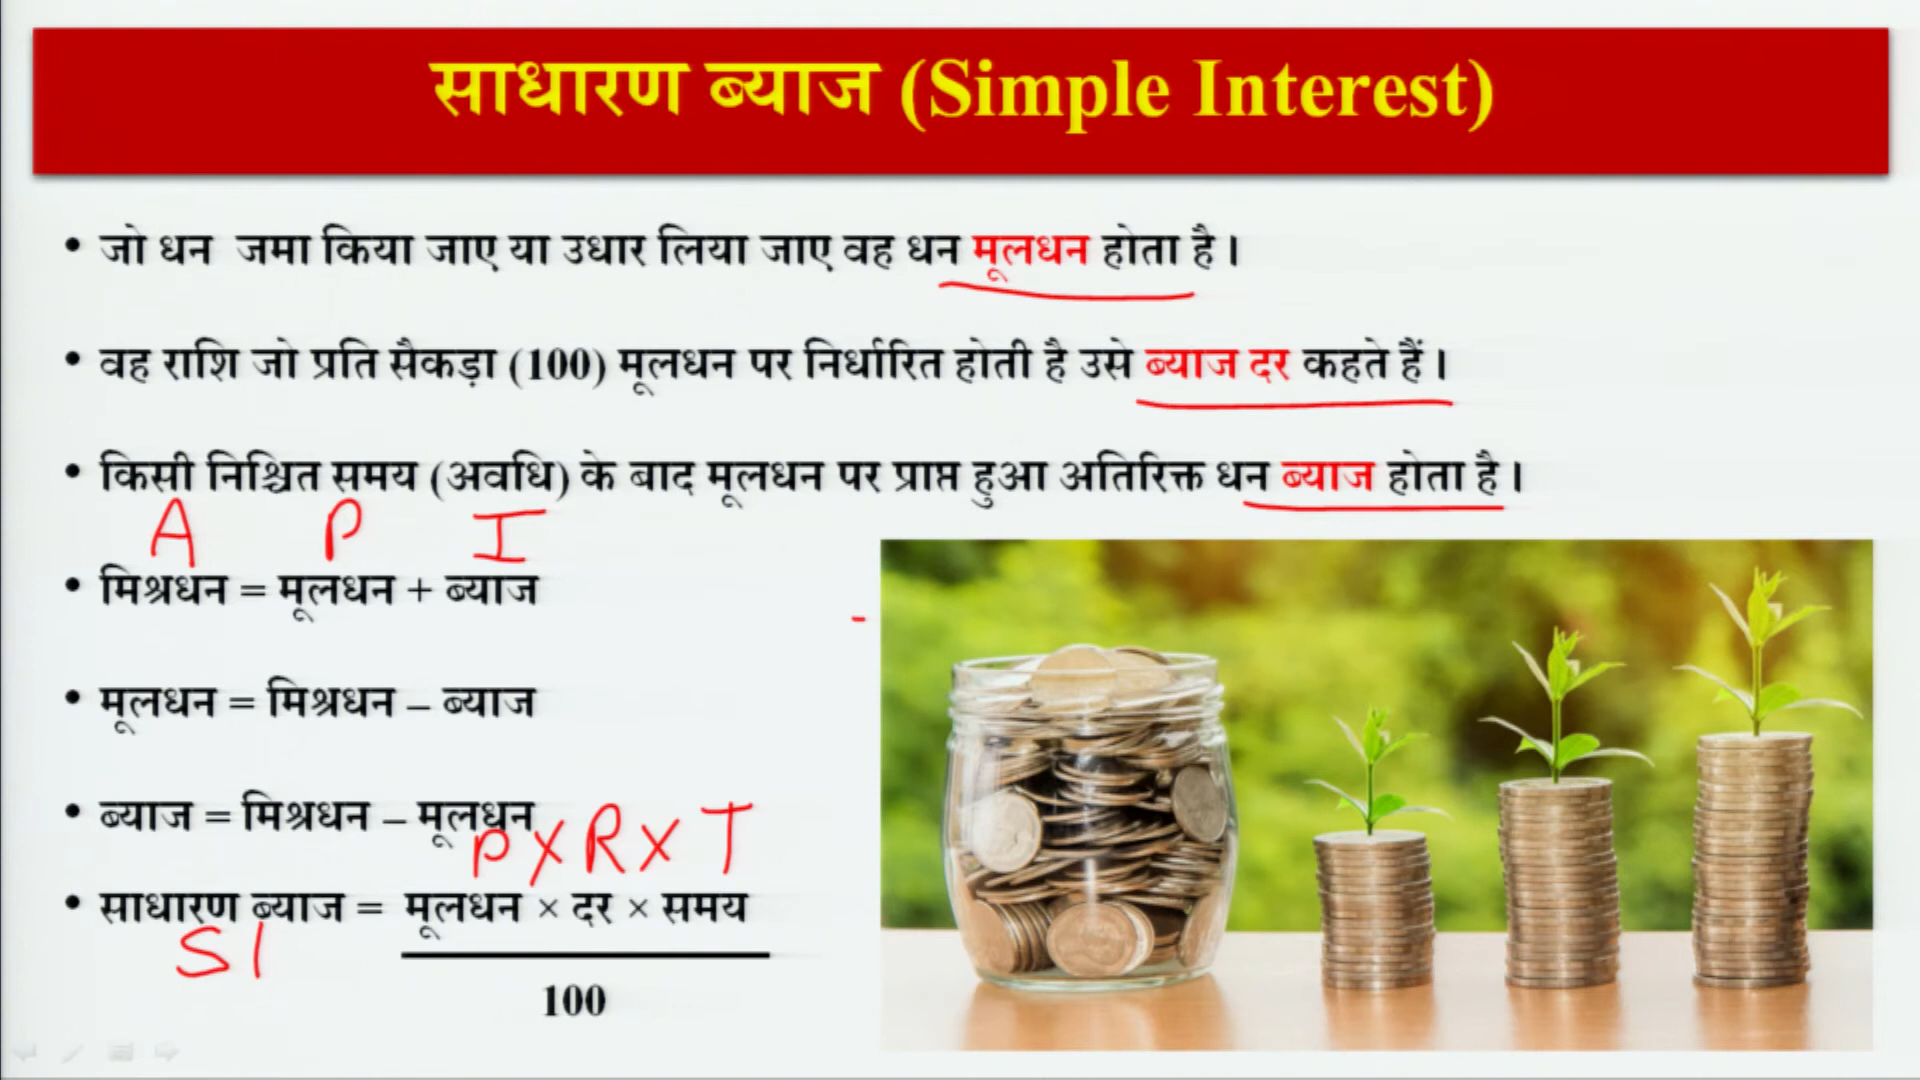 साधारण ब्याज (Simple Interest)
• जो धन जमा किया जाए या उधार लिया जाए वह धन मूलधन होता है।
• वह राशि जो प्रति सैकड़ा (100) मूलधन पर निर्धारित होती है उसे ब्याज दर कहते हैं।
• किसी निश्चित समय (अवधि) के बाद मूलधन पर प्राप्त हुआ अतिरिक्त धन ब्याज होता है।
A P I
• मिश्रधन = मूलधन + ब्याज
• मूलधन = मिश्रधन – ब्याज
• ब्याज = मिश्रधन – मूलधन
P X R X T
• साधारण ब्याज = मूलधन × दर × समय
SI
100